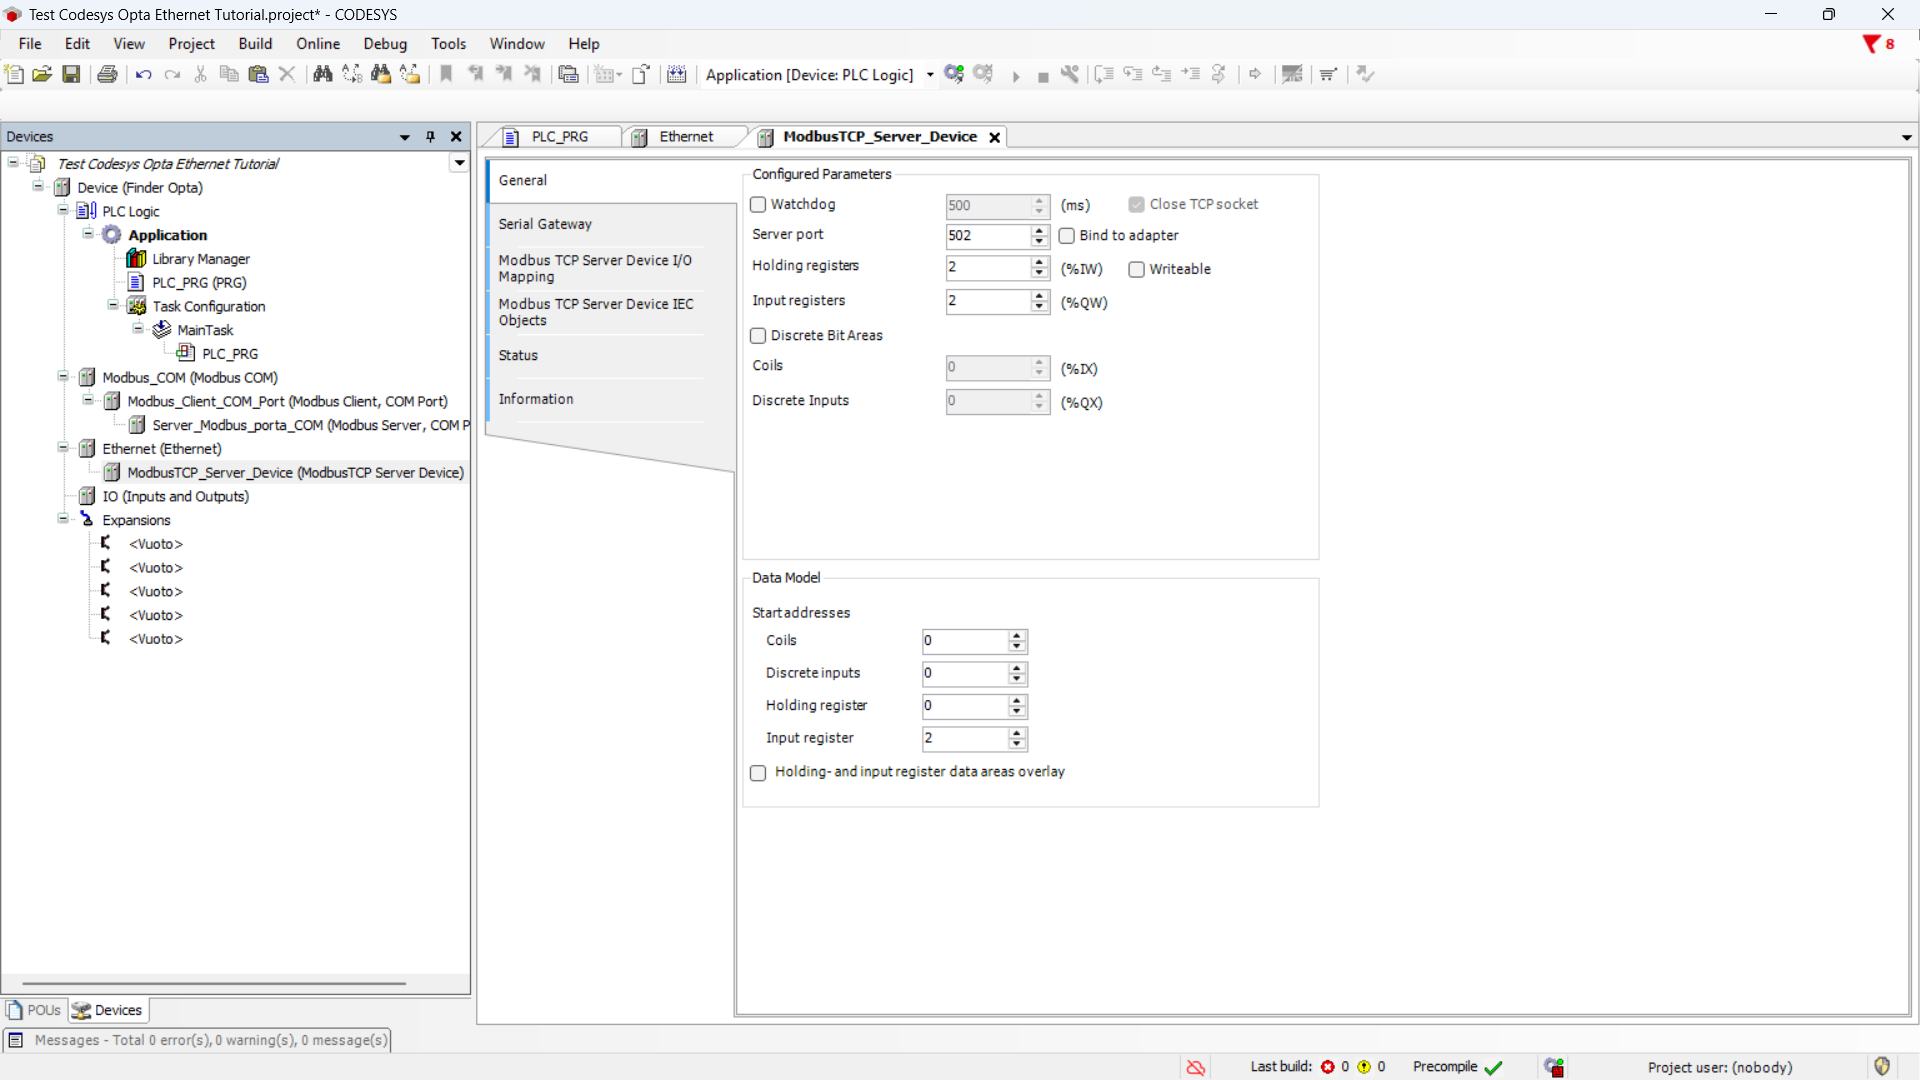 Test Codesys Opta Ethernet Tutorial.project* - CODESYS
File Edit View Project Build Online Debug Tools Window Help
8
Application [Device: PLC Logic]
Devices
Test Codesys Opta Ethernet Tutorial
Device (Finder Opta)
PLC Logic
Application
Library Manager
PLC_PRG (PRG)
Task Configuration
MainTask
PLC_PRG
Modbus_COM (Modbus COM)
Modbus_Client_COM_Port (Modbus Client, COM Port)
Server_Modbus_porta_COM (Modbus Server, COM P
Ethernet (Ethernet)
ModbusTCP_Server_Device (ModbusTCP Server Device)
IO (Inputs and Outputs)
Expansions
<Vuoto>
<Vuoto>
<Vuoto>
<Vuoto>
<Vuoto>
POUs Devices
PLC_PRG Ethernet ModbusTCP_Server_Device
General
Serial Gateway
Modbus TCP Server Device I/O
Mapping
Modbus TCP Server Device IEC
Objects
Status
Information
Configured Parameters
Watchdog 500 (ms) Close TCP socket
Server port 502 Bind to adapter
Holding registers 2 (%IW) Writeable
Input registers 2 (%QW)
Discrete Bit Areas
Coils 0 (%IX)
Discrete Inputs 0 (%QX)
Data Model
Start addresses
Coils 0
Discrete inputs 0
Holding register 0
Input register 2
Holding- and input register data areas overlay
Messages - Total 0 error(s), 0 warning(s), 0 message(s)
Last build: 0 0 Precompile Project user: (nobody)